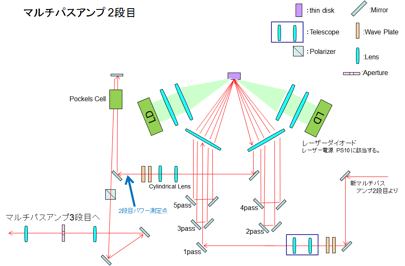 マルチパスアンプ 2段目
:thin disk
:Mirror
:Telescope
:Wave Plate
:Lens
:Polarizer
:Aperture
Pockels Cell
LD
LD
レーザーダイオード
レーザー電源 PS10に該当する。
Cylindrical Lens
2段目パワー測定点
新マルチパス
アンプ2段目より
5pass
4pass
3pass
2pass
1pass
マルチパスアンプ3段目へ